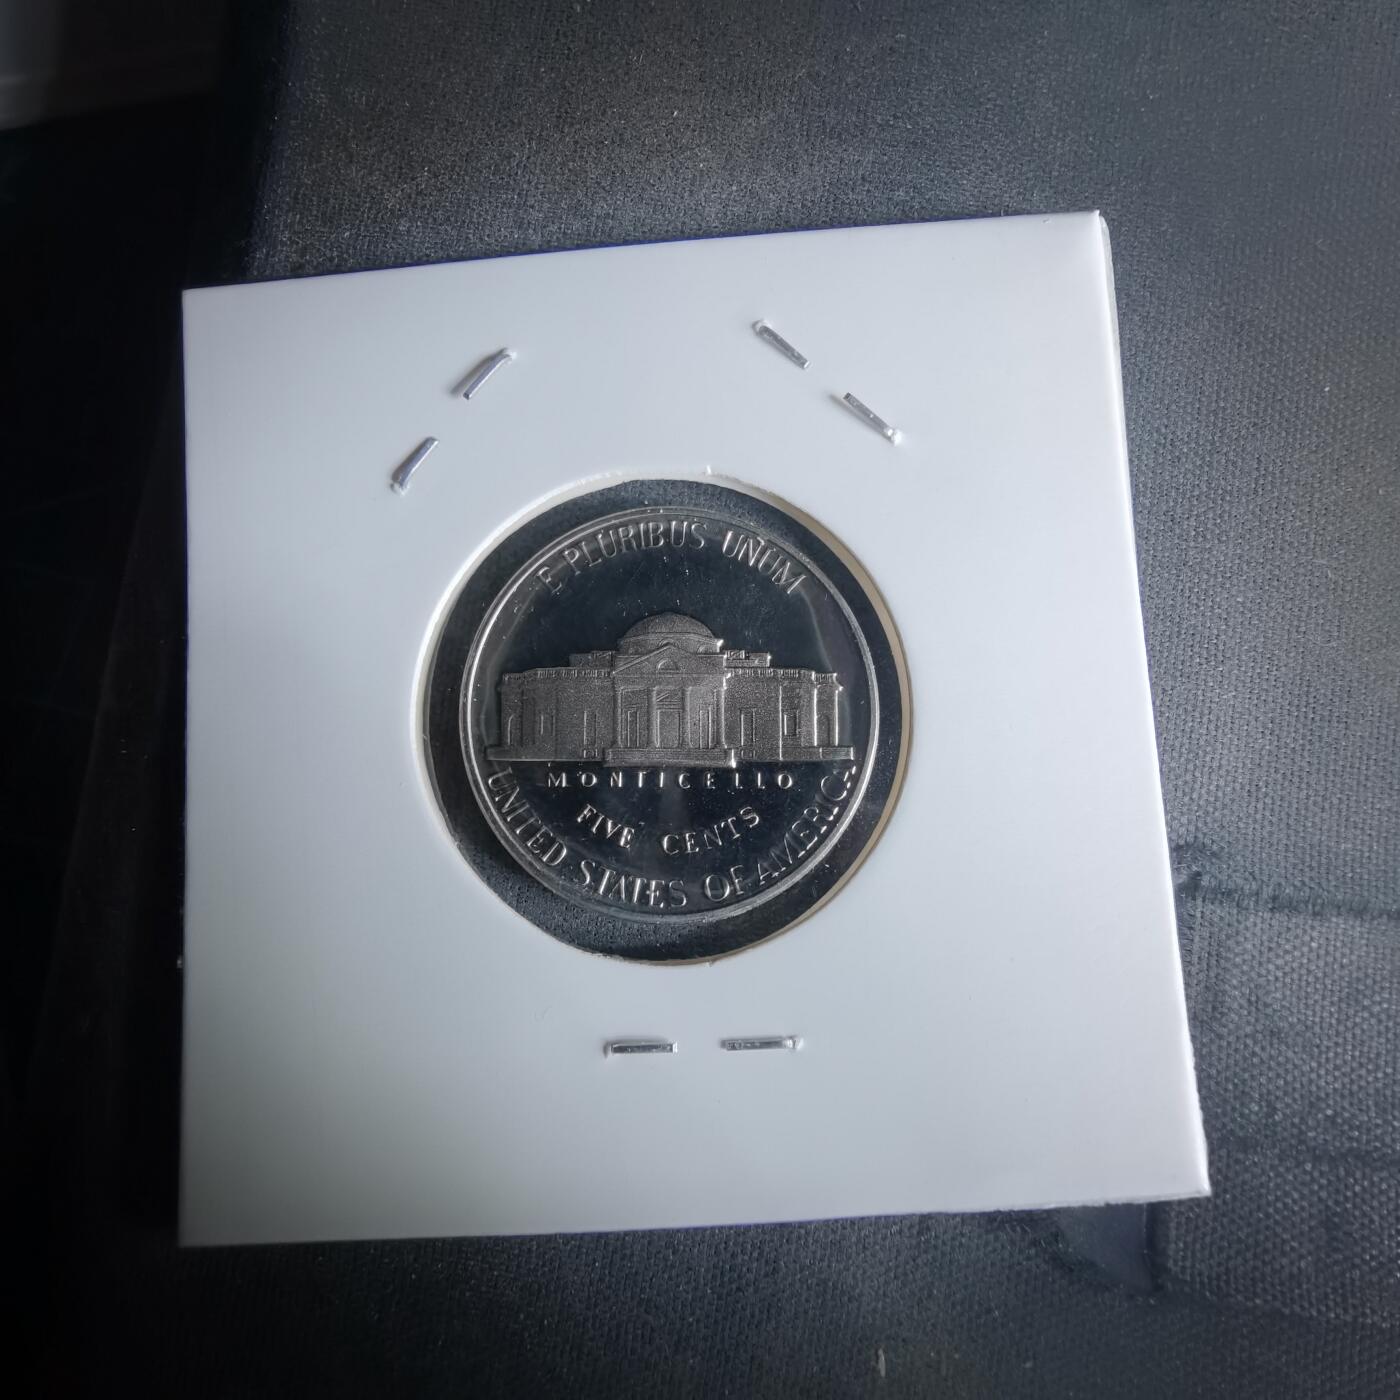 E PLURIBUS UNUM
MONTICELLO
FIVE CENTS
UNITED STATES OF AMERICA